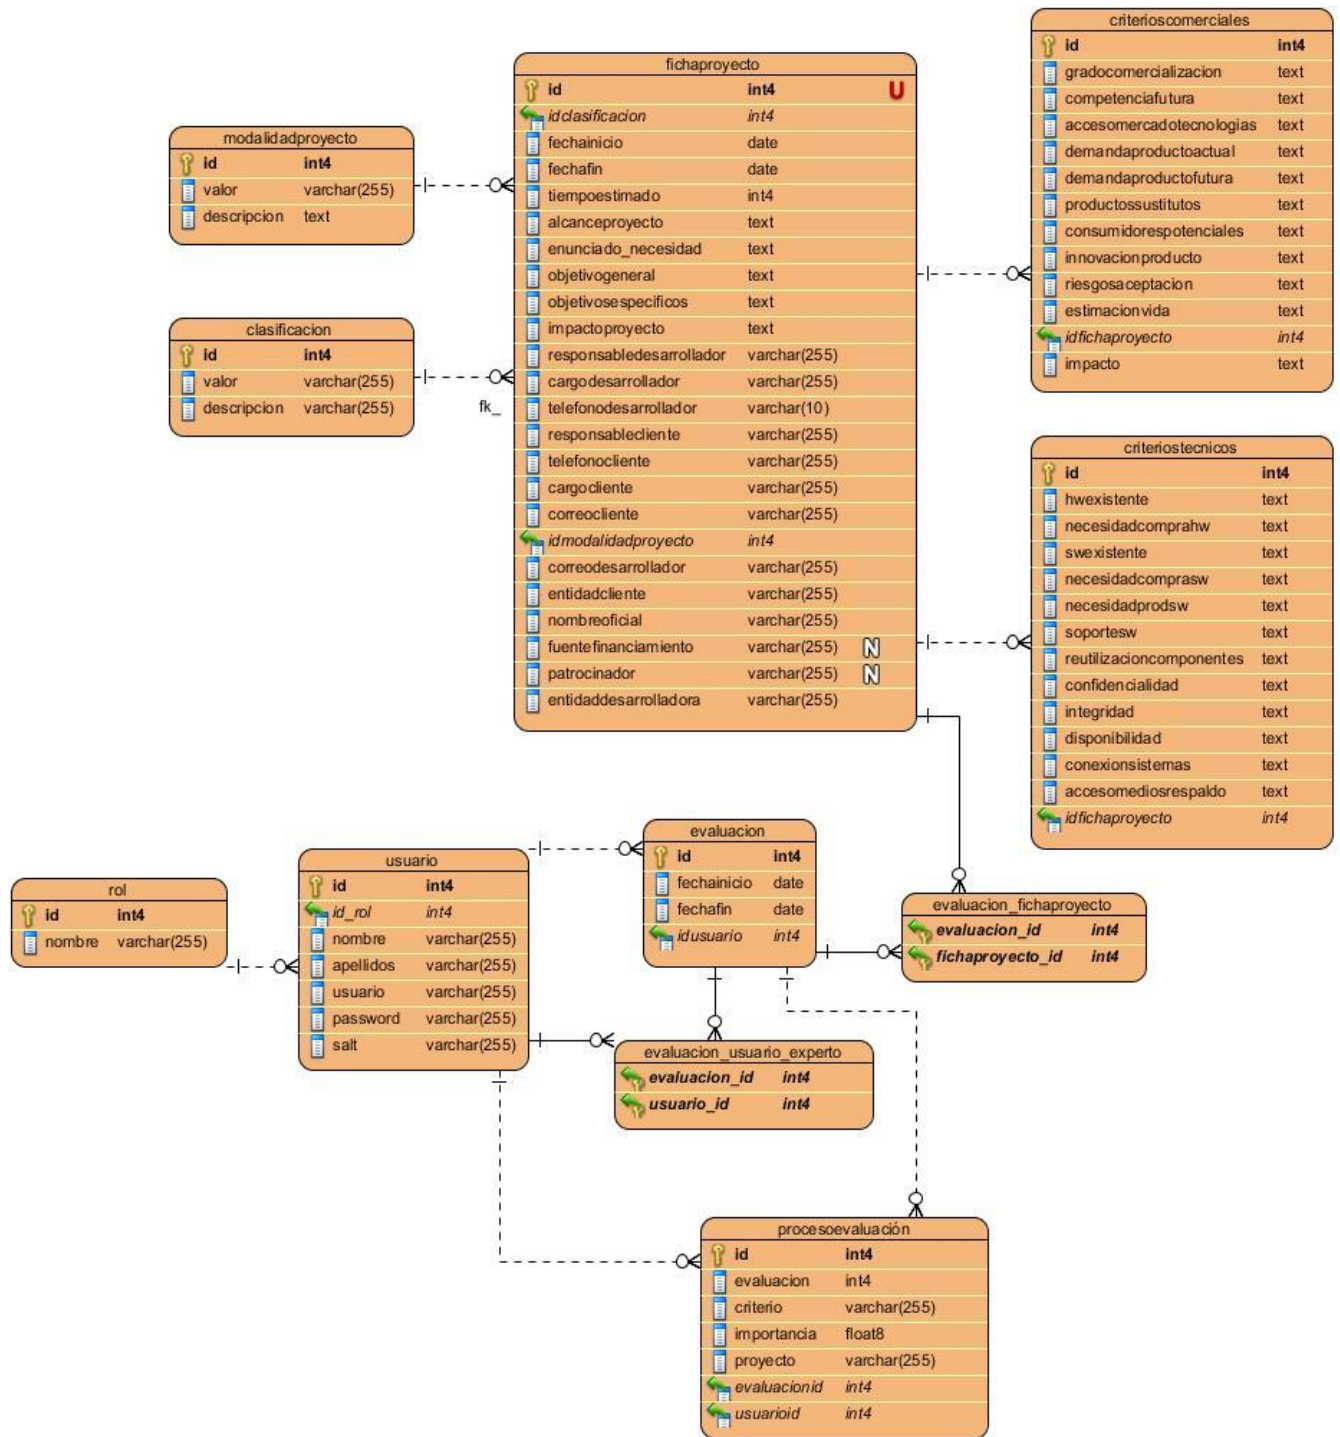 criterioscomerciales
id int4
gradocomercializacion text
competenciafutura text
accesomercadotecnologias text
demandaproductoactual text
demandaproductofutura text
productossustitutos text
consumidorespotenciales text
innovacionproducto text
riesgosaceptacion text
estimacionvida text
idfichaproyecto int4
impacto text
fichaproyecto
id int4 U
idclasificacion int4
fechainicio date
fechafin date
tiempoestimado int4
alcanceproyecto text
enunciado_necesidad text
objetivogeneral text
objetivosespecificos text
impactoproyecto text
responsabledesarrollador varchar(255)
cargodesarrollador varchar(255)
telefonodesarrollador varchar(10)
responsablecliente varchar(255)
telefonocliente varchar(255)
cargocliente varchar(255)
correocliente varchar(255)
idmodalidadproyecto int4
correodesarrollador varchar(255)
entidadcliente varchar(255)
nombreoficial varchar(255)
fuentefinanciamiento varchar(255) N
patrocinador varchar(255) N
entidaddesarrolladora varchar(255)
modalidadproyecto
id int4
valor varchar(255)
descripcion text
clasificacion
id int4
valor varchar(255)
descripcion varchar(255)
fk_
criteriostecnicos
id int4
hwexistente text
necesidadcomprahw text
swexistente text
necesidadcomprasw text
necesidadprodsw text
soportesw text
reutilizacioncomponentes text
confidencialidad text
integridad text
disponibilidad text
conexionsistemas text
accesomediosrespaldo text
idfichaproyecto int4
evaluacion
id int4
fechainicio date
fechafin date
idusuario int4
usuario
id int4
id_rol int4
nombre varchar(255)
apellidos varchar(255)
usuario varchar(255)
password varchar(255)
salt varchar(255)
rol
id int4
nombre varchar(255)
evaluacion_fichaproyecto
evaluacion_id int4
fichaproyecto_id int4
evaluacion_usuario_experto
evaluacion_id int4
usuario_id int4
procesoevaluación
id int4
evaluacion int4
criterio varchar(255)
importancia float8
proyecto varchar(255)
evaluacionid int4
usuarioid int4